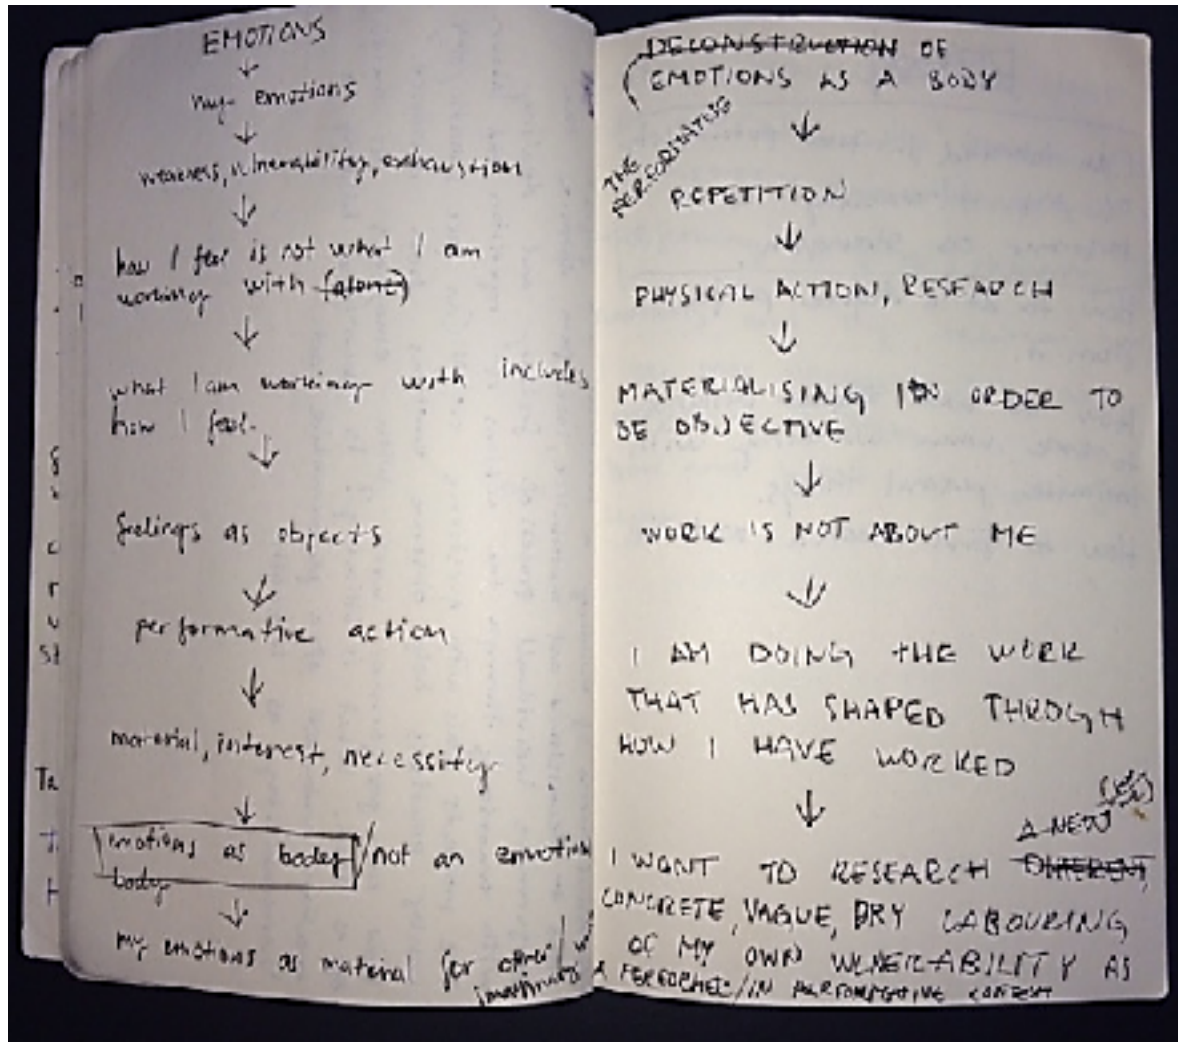 EMOTIONS
↓
my emotions
↓
weakness, vulnerability, exhaustion
↓
how I feel is not what I am
working with (alone)
↓
what I am working with includes
how I feel.
↓
feelings as objects
↓
performative action
↓
material, interest, necessity
↓
emotions as body / not an emotion
body
↓
my emotions as material for other /
DECONSTRUCTION OF
EMOTIONS AS A BODY
THE
PERFORMATING
↓
REPETITION
↓
PHYSICAL ACTION, RESEARCH
↓
MATERIALISING IN ORDER TO
BE OBJECTIVE
↓
WORK IS NOT ABOUT ME
↓
I AM DOING THE WORK
THAT HAS SHAPED THROGH
HOW I HAVE WORKED
↓
A NEW
I WANT TO RESEARCH DIFFERENT,
CONCRETE, VAGUE, DRY LABOURING
OF MY OWN VULNERABILITY AS
A PERFORMER/IN PERFORMATIVE CONTEXT